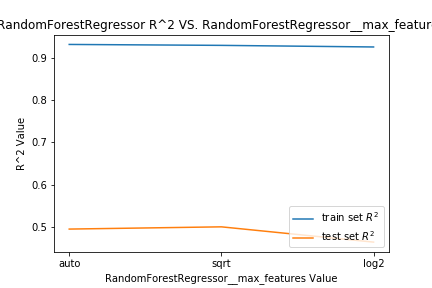 RandomForestRegressor R^2 VS. RandomForestRegressor__max_feature
0.9
0.8
0.7
0.6
0.5
R^2 Value
train set R²
test set R²
auto
sqrt
log2
RandomForestRegressor__max_features Value